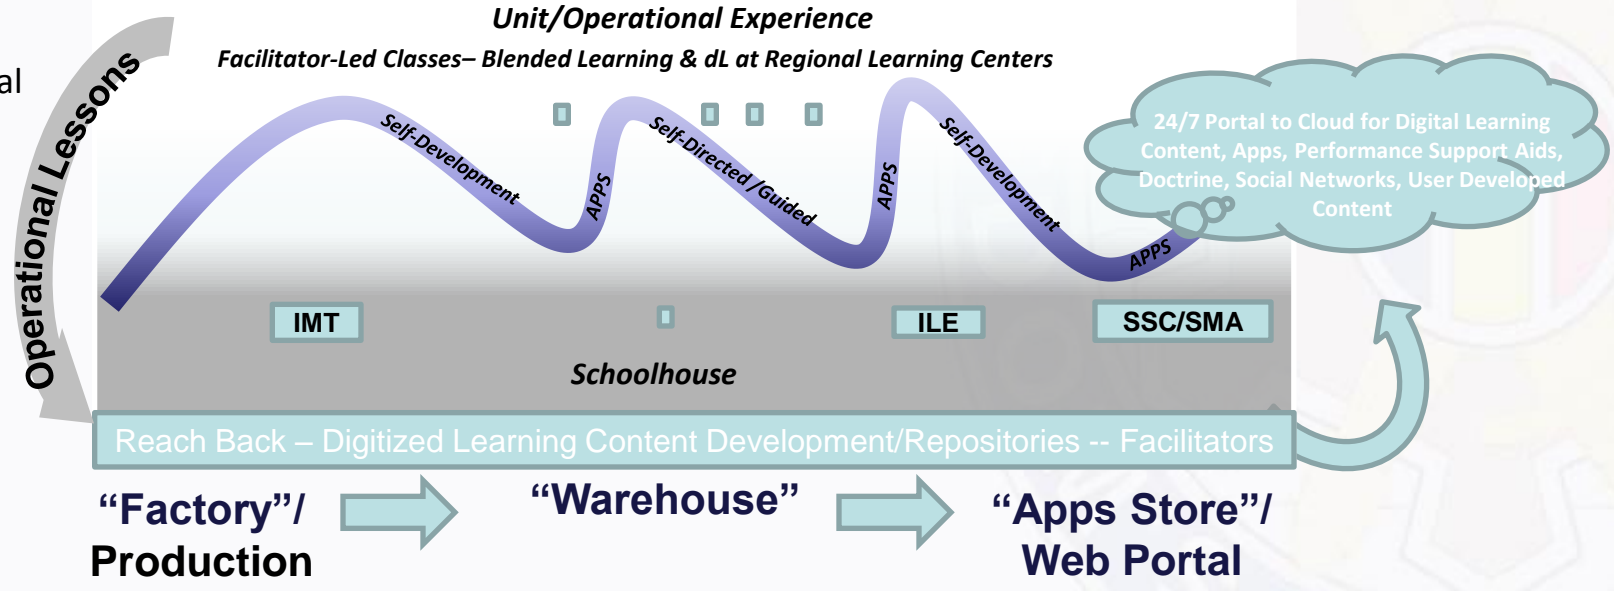 Unit/Operational Experience
Facilitator-Led Classes– Blended Learning & dL at Regional Learning Centers
al
Operational Lessons
Self-Development
APPS
Self-Directed /Guided
APPS
Self-Development
APPS
24/7 Portal to Cloud for Digital Learning
Content, Apps, Performance Support Aids,
Doctrine, Social Networks, User Developed
Content
IMT
ILE
SSC/SMA
Schoolhouse
Reach Back – Digitized Learning Content Development/Repositories -- Facilitators
“Factory”/
Production
“Warehouse”
“Apps Store”/
Web Portal